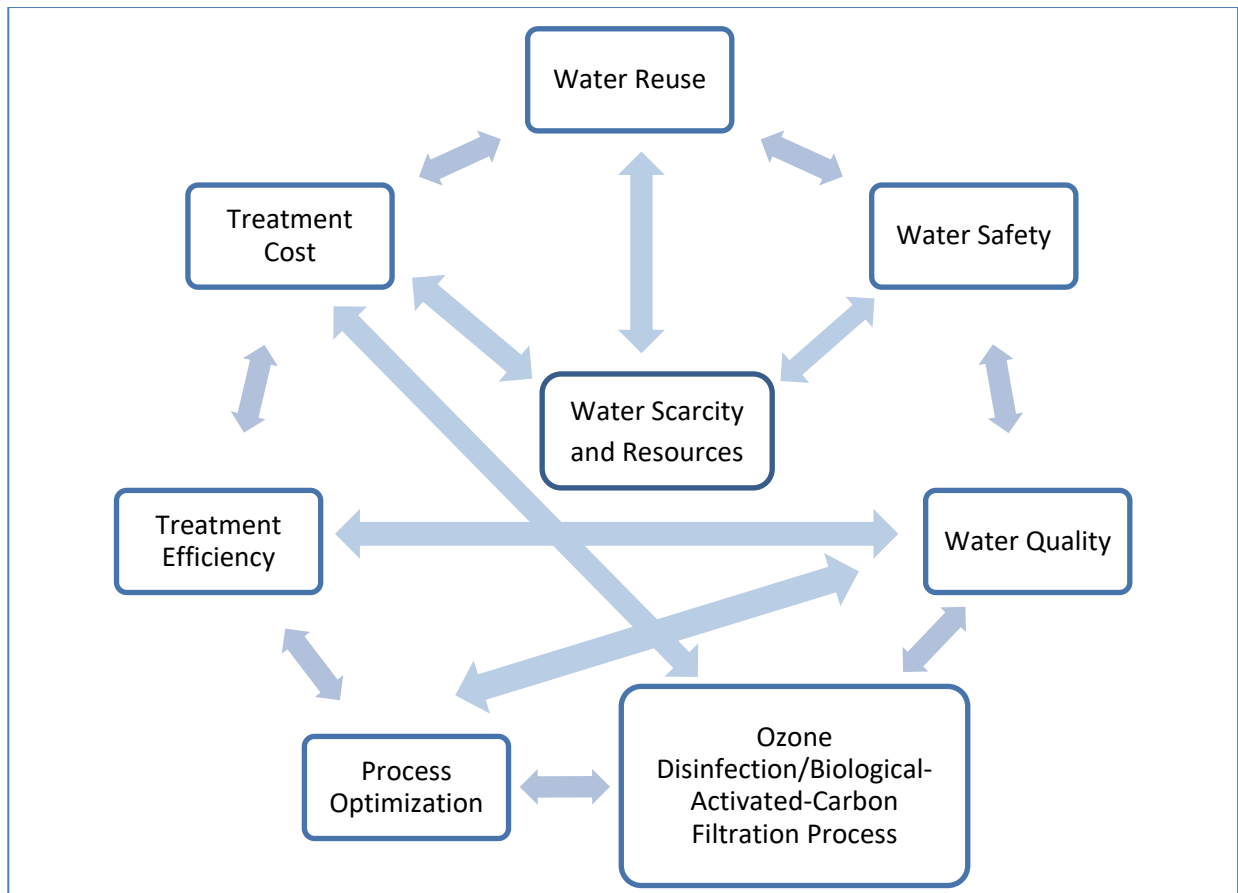 Water Reuse
Treatment
Cost
Water Safety
Water Scarcity
and Resources
Treatment
Efficiency
Water Quality
Process
Optimization
Ozone
Disinfection/Biological-
Activated-Carbon
Filtration Process